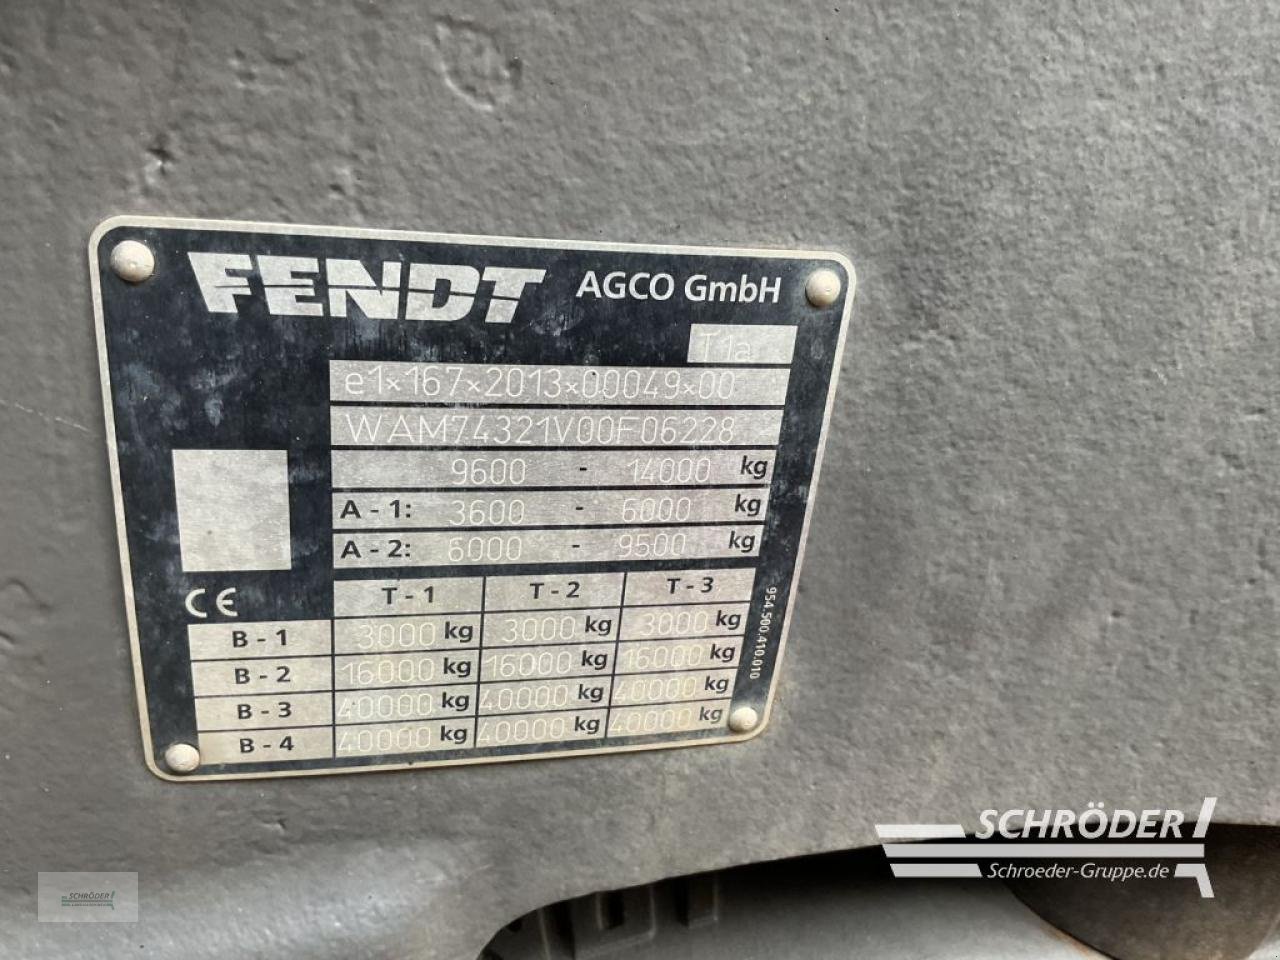 FENDT AGCO GmbH
T1a
e1*167*2013*00049*00
WAM74321V00F06228
9600 - 14000 kg
A - 1: 3600 - 6000 kg
A - 2: 6000 - 9500 kg
CE
T - 1 T - 2 T - 3
B - 1 3000 kg 3000 kg 3000 kg
B - 2 16000 kg 16000 kg 16000 kg
B - 3 40000 kg 40000 kg 40000 kg
B - 4 40000 kg 40000 kg 40000 kg
954.500.410.010
SCHRÖDER
Schroeder-Gruppe.de
SCHRÖDER